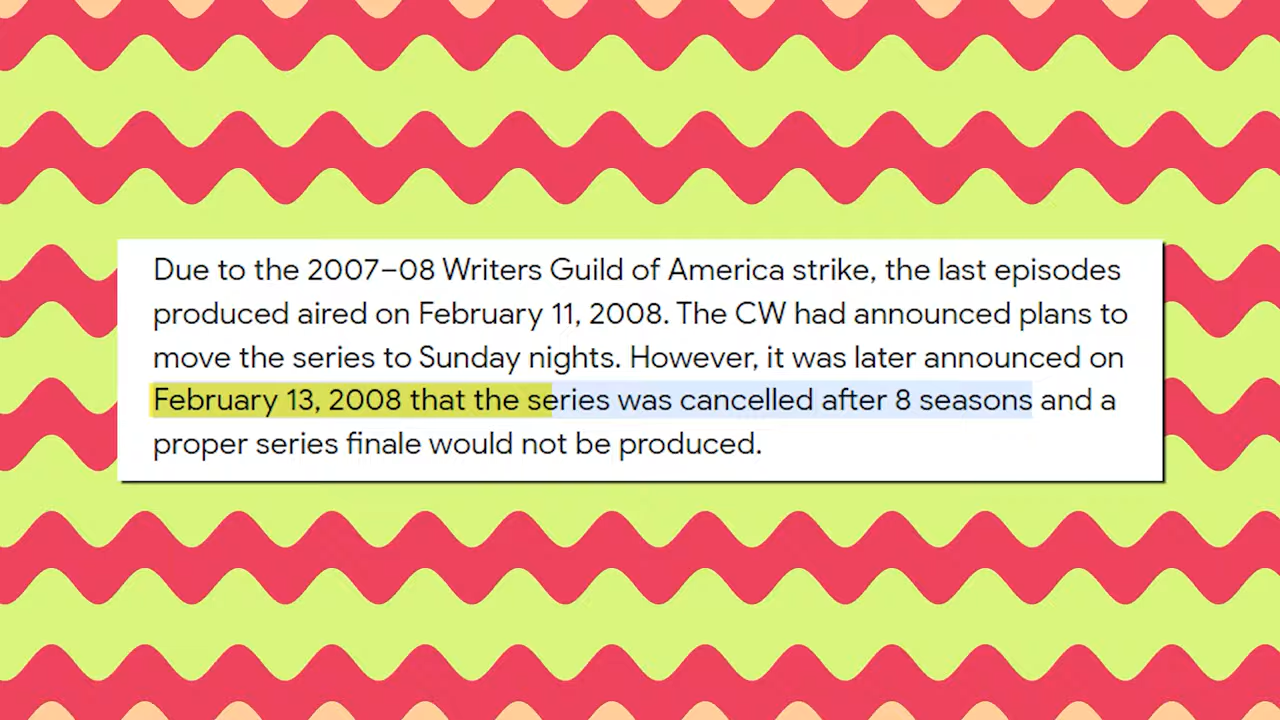 Due to the 2007–08 Writers Guild of America strike, the last episodes
produced aired on February 11, 2008. The CW had announced plans to
move the series to Sunday nights. However, it was later announced on
February 13, 2008 that the series was cancelled after 8 seasons and a
proper series finale would not be produced.